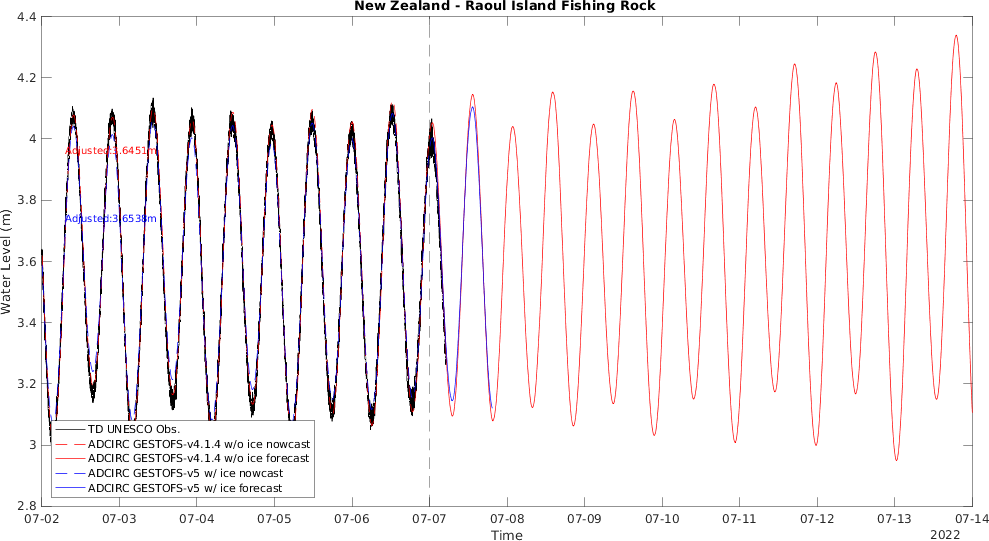 New Zealand - Raoul Island Fishing Rock
4.4
4.2
4
3.8
3.6
3.4
3.2
3
2.8
Water Level (m)
Adjusted:3.6451m
Adjusted:3.6538m
TD UNESCO Obs.
ADCIRC GESTOFS-v4.1.4 w/o ice nowcast
ADCIRC GESTOFS-v4.1.4 w/o ice forecast
ADCIRC GESTOFS-v5 w/ ice nowcast
ADCIRC GESTOFS-v5 w/ ice forecast
07-02 07-03 07-04 07-05 07-06 07-07 07-08 07-09 07-10 07-11 07-12 07-13 07-14
Time
2022